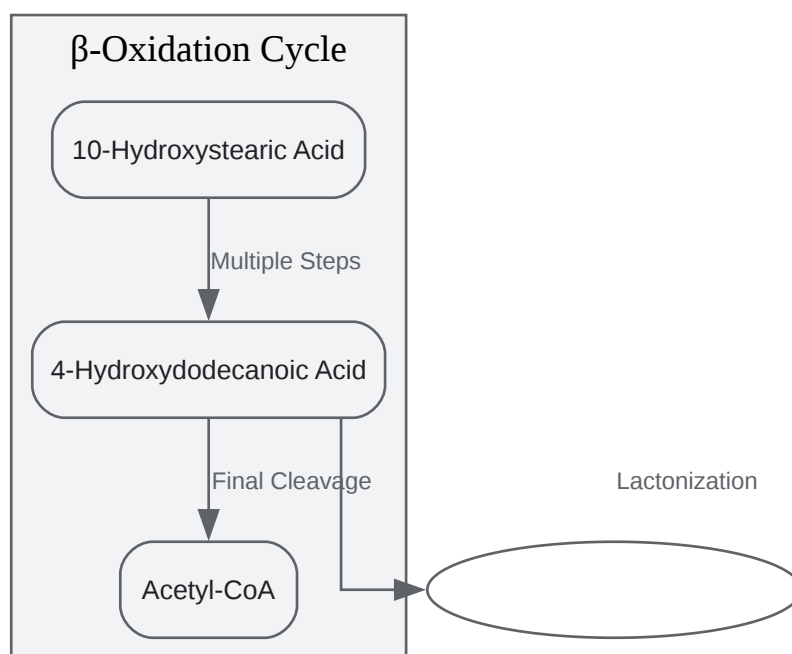 β-Oxidation Cycle
10-Hydroxystearic Acid
Multiple Steps
4-Hydroxydodecanoic Acid
Final Cleavage
Lactonization
Acetyl-CoA